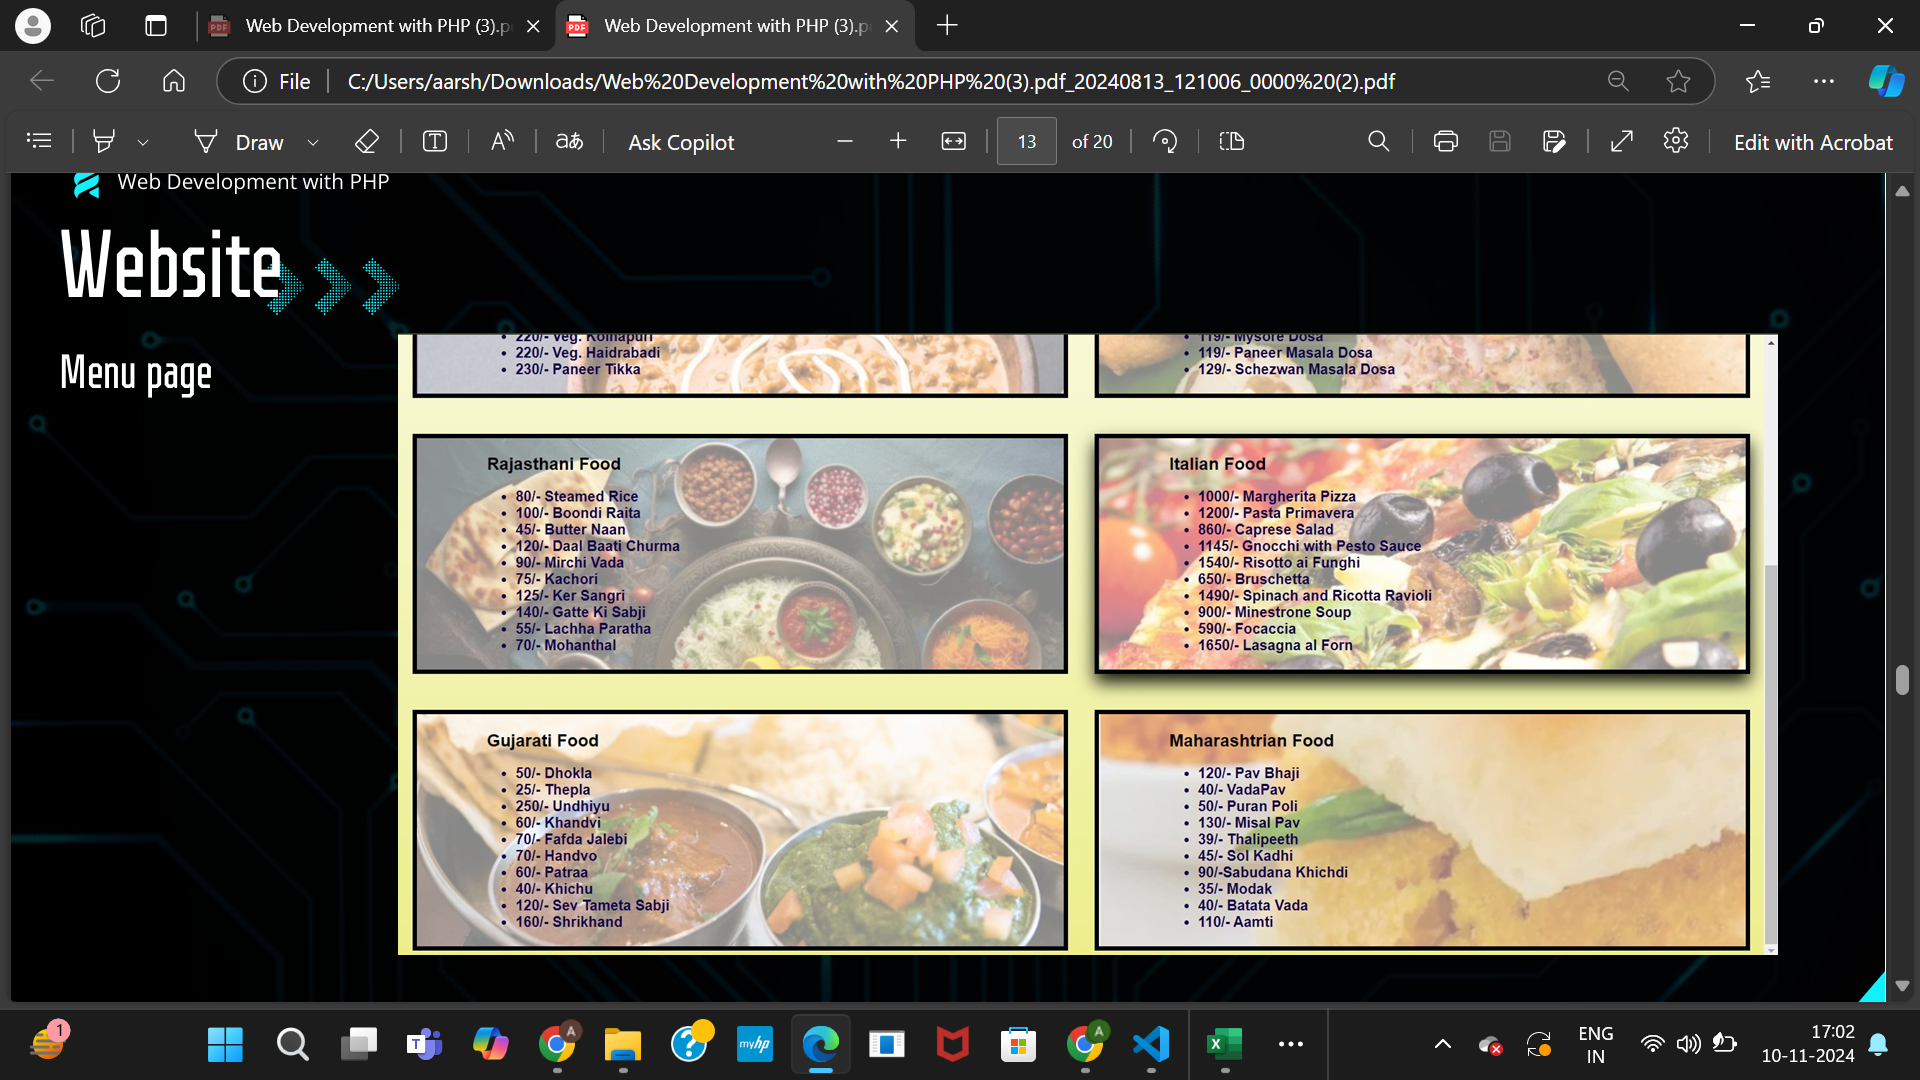 Web Development with PHP (3).p
Web Development with PHP (3).p
File
C:/Users/aarsh/Downloads/Web%20Development%20with%20PHP%20(3).pdf_20240813_121006_0000%20(2).pdf
Draw
Ask Copilot
13
of 20
Edit with Acrobat
Web Development with PHP
Website
Menu page
220/- Veg. Kolhapuri
220/- Veg. Haidrabadi
230/- Paneer Tikka
119/- Mysore Dosa
119/- Paneer Masala Dosa
129/- Schezwan Masala Dosa
Rajasthani Food
80/- Steamed Rice
100/- Boondi Raita
45/- Butter Naan
120/- Daal Baati Churma
90/- Mirchi Vada
75/- Kachori
125/- Ker Sangri
140/- Gatte Ki Sabji
55/- Lachha Paratha
70/- Mohanthal
Italian Food
1000/- Margherita Pizza
1200/- Pasta Primavera
860/- Caprese Salad
1145/- Gnocchi with Pesto Sauce
1540/- Risotto ai Funghi
650/- Bruschetta
1490/- Spinach and Ricotta Ravioli
900/- Minestrone Soup
590/- Focaccia
1650/- Lasagna al Forn
Gujarati Food
50/- Dhokla
25/- Thepla
250/- Undhiyu
60/- Khandvi
70/- Fafda Jalebi
70/- Handvo
60/- Patraa
40/- Khichu
120/- Sev Tameta Sabji
160/- Shrikhand
Maharashtrian Food
120/- Pav Bhaji
40/- VadaPav
50/- Puran Poli
130/- Misal Pav
39/- Thalipeeth
45/- Sol Kadhi
90/-Sabudana Khichdi
35/- Modak
40/- Batata Vada
110/- Aamti
1
myhp
A
A
ENG
IN
17:02
10-11-2024